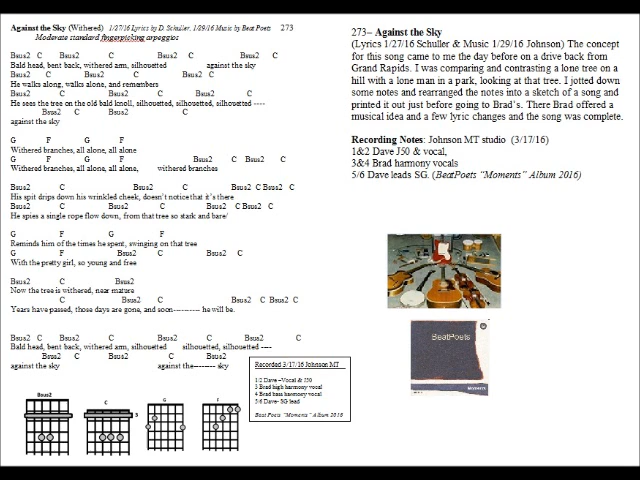 Against the Sky (Withered) 1/27/16 Lyrics by D. Schuller, 1/29/16 Music by Beat Poets 273
Moderate standard fingerpicking arpeggios
Bsus2 C Bsus2 C Bsus2 C Bsus2 C
Bald head, bent back, withered arm, silhouetted against the sky
Bsus2 C Bsus2 C Bsus2 C
He walks along, walks alone, and remembers
Bsus2 C Bsus2 C Bsus2 C
He sees the tree on the old bald knoll, silhouetted, silhouetted, silhouetted ----
Bsus2 C Bsus2 C
against the sky
G F G F
Withered branches, all alone, all alone
G F G F Bsus2 C Bsus2 C
Withered branches, all alone, all alone, withered branches
Bsus2 C Bsus2 C Bsus2 C Bsus2 C
His spit drips down his wrinkled cheek, doesn't notice that it's there
Bsus2 C Bsus2 C Bsus2 C Bsus2 C
He spies a single rope flow down, from that tree so stark and bare/
G F G F
Reminds him of the times he spent, swinging on that tree
G F Bsus2 C Bsus2 C
With the pretty girl, so young and free
Bsus2 C Bsus2
Now the tree is withered, near mature
C Bsus2 C Bsus2 C Bsus2 C
Years have passed, those days are gone, and soon---------- he will be.
Bsus2 C Bsus2 C Bsus2 C Bsus2 C
Bald head, bent back, withered arm, silhouetted silhouetted, silhouetted ----
Bsus2 C Bsus2 C Bsus2 C
against the sky against the-------- sky
Recorded 3/17/16 Johnson MT
1/2 Dave –Vocal & J50
3 Brad high harmony vocal
4 Brad bass harmony vocal
5/6 Dave- SG lead
Beat Poets "Moments" Album 2016
Bsus2 C G F
3
273– Against the Sky
(Lyrics 1/27/16 Schuller & Music 1/29/16 Johnson) The concept
for this song came to me the day before on a drive back from
Grand Rapids. I was comparing and contrasting a lone tree on a
hill with a lone man in a park, looking at that tree. I jotted down
some notes and rearranged the notes into a sketch of a song and
printed it out just before going to Brad's. There Brad offered a
musical idea and a few lyric changes and the song was complete.
Recording Notes: Johnson MT studio (3/17/16)
1&2 Dave J50 & vocal,
3&4 Brad harmony vocals
5/6 Dave leads SG. (BeatPoets "Moments" Album 2016)
BeatPoets
Moments